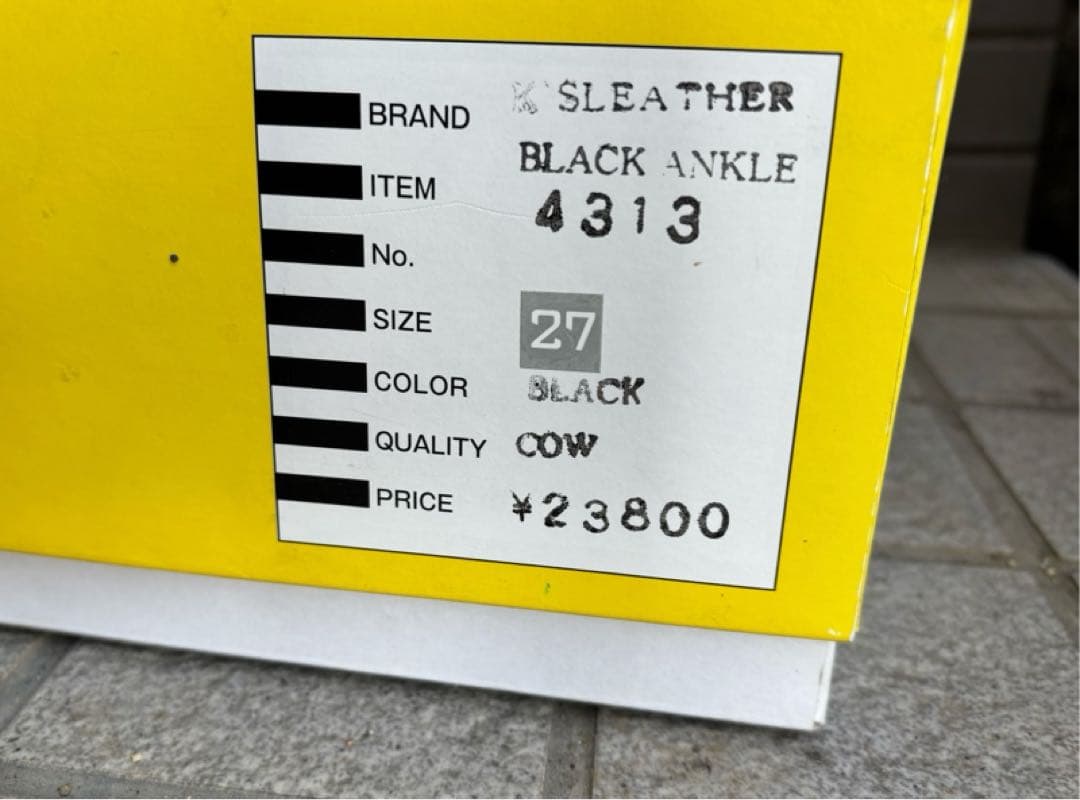 BRAND K'SLEATHER
ITEM BLACK ANKLE
No. 4313
SIZE 27
COLOR BLACK
QUALITY COW
PRICE ¥23800